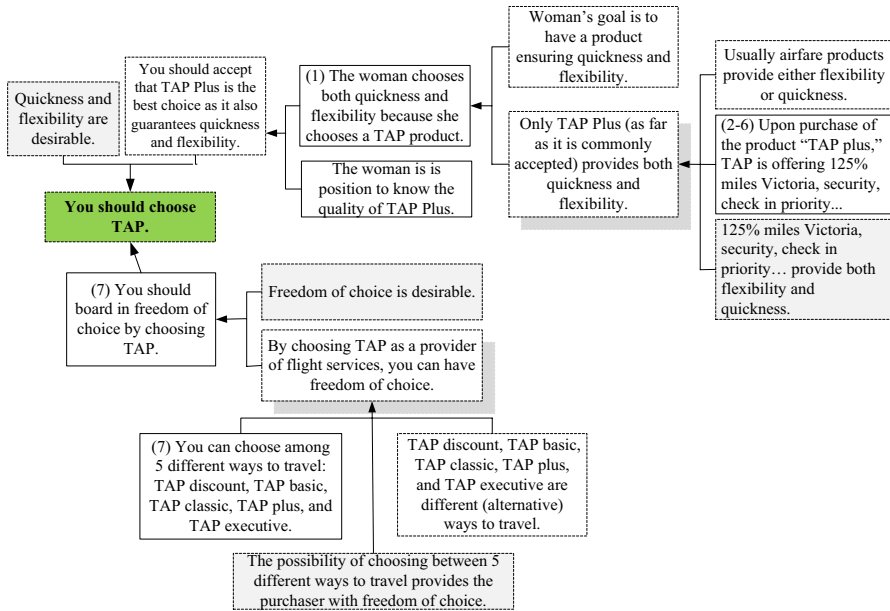 Woman's goal is to
have a product
ensuring quickness and
flexibility.
You should accept
that TAP Plus is the
best choice as it also
guarantees quickness
and flexibility.
Quickness and
flexibility are
desirable.
(1) The woman chooses
both quickness and
flexibility because she
chooses a TAP product.
Usually airfare products
provide either flexibility
or quickness.
Only TAP Plus (as far
as it is commonly
accepted) provides both
quickness and
flexibility.
(2-6) Upon purchase of
the product “TAP plus,”
TAP is offering 125%
miles Victoria, security,
check in priority...
The woman is is
position to know the
quality of TAP Plus.
You should choose
TAP.
125% miles Victoria,
security, check in
priority… provide both
flexibility and
quickness.
(7) You should
board in freedom of
choice by choosing
TAP.
Freedom of choice is desirable.
By choosing TAP as a provider
of flight services, you can have
freedom of choice.
(7) You can choose among
5 different ways to travel:
TAP discount, TAP basic,
TAP classic, TAP plus, and
TAP executive.
TAP discount, TAP basic,
TAP classic, TAP plus,
and TAP executive are
different (alternative)
ways to travel.
The possibility of choosing between 5
different ways to travel provides the
purchaser with freedom of choice.